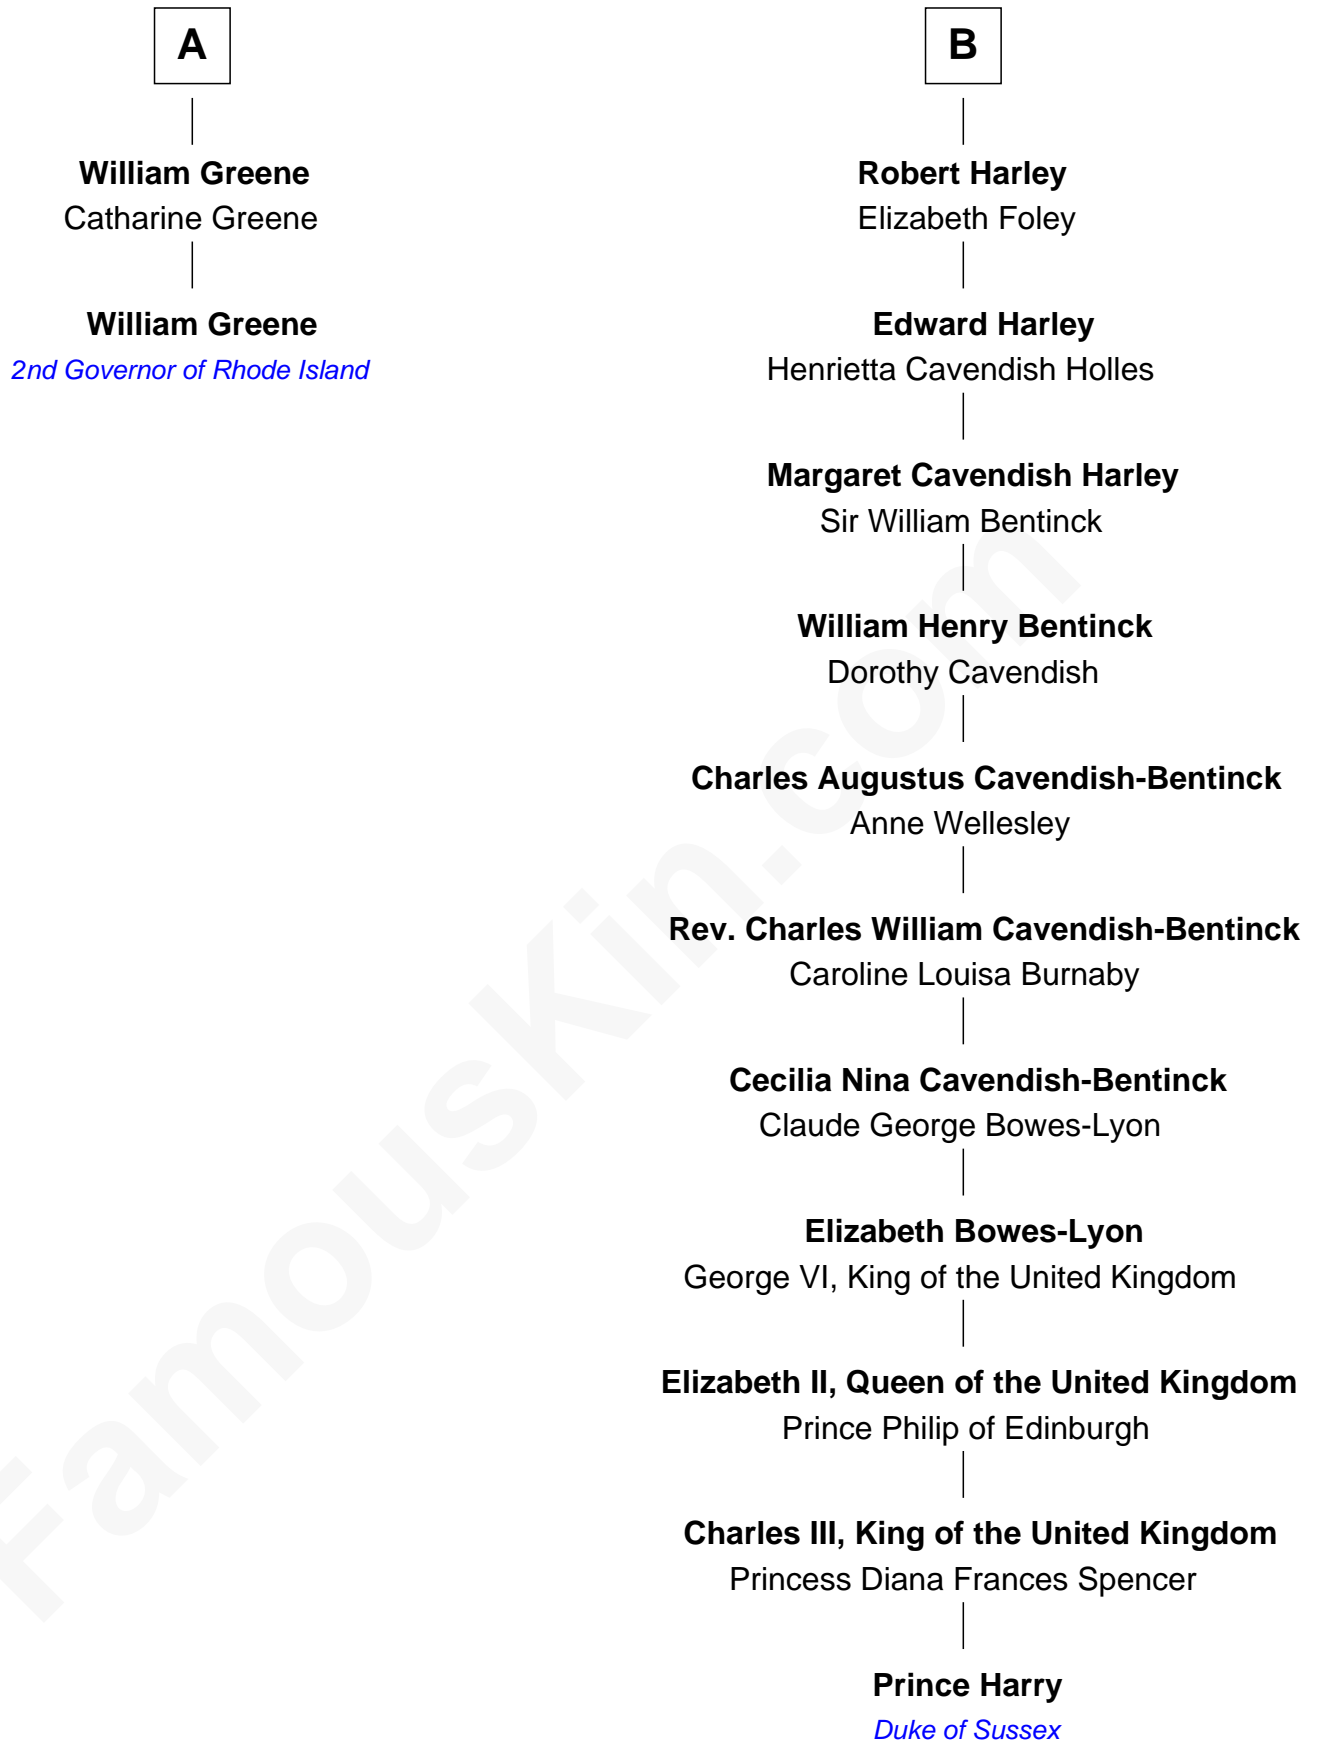 A
William Greene
Catharine Greene
William Greene
2nd Governor of Rhode Island
B
Robert Harley
Elizabeth Foley
Edward Harley
Henrietta Cavendish Holles
Margaret Cavendish Harley
Sir William Bentinck
William Henry Bentinck
Dorothy Cavendish
Charles Augustus Cavendish-Bentinck
Anne Wellesley
Rev. Charles William Cavendish-Bentinck
Caroline Louisa Burnaby
Cecilia Nina Cavendish-Bentinck
Claude George Bowes-Lyon
Elizabeth Bowes-Lyon
George VI, King of the United Kingdom
Elizabeth II, Queen of the United Kingdom
Prince Philip of Edinburgh
Charles III, King of the United Kingdom
Princess Diana Frances Spencer
Prince Harry
Duke of Sussex
FamousKin.com